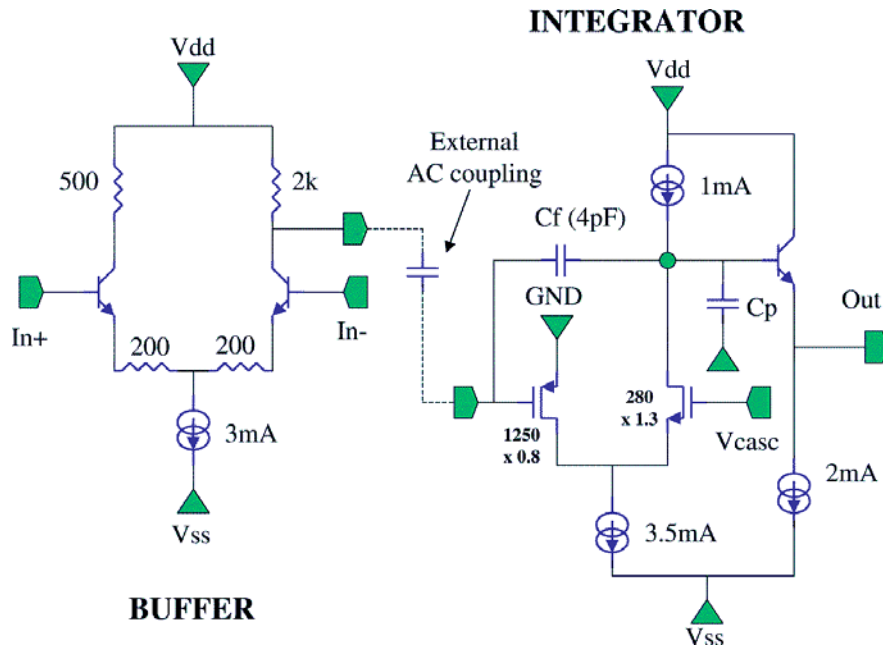 INTEGRATOR
Vdd
Vdd
External
AC coupling
500
2k
1mA
Cf (4pF)
GND
Cp
Out
In+
In-
200
200
280
x 1.3
1250
x 0.8
Vcasc
3mA
2mA
3.5mA
Vss
BUFFER
Vss